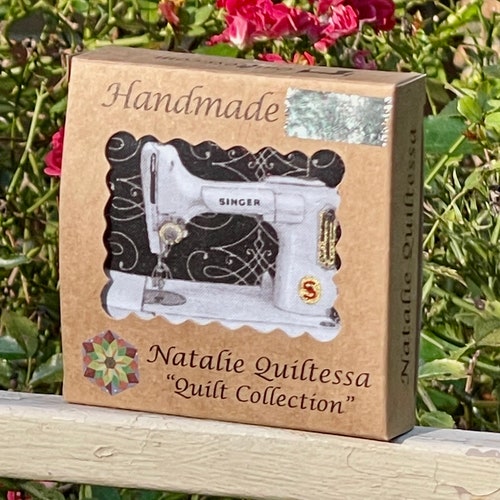 Handmade
SINGER
S
Natalie Quiltessa
“Quilt Collection”
Natalie Quiltessa